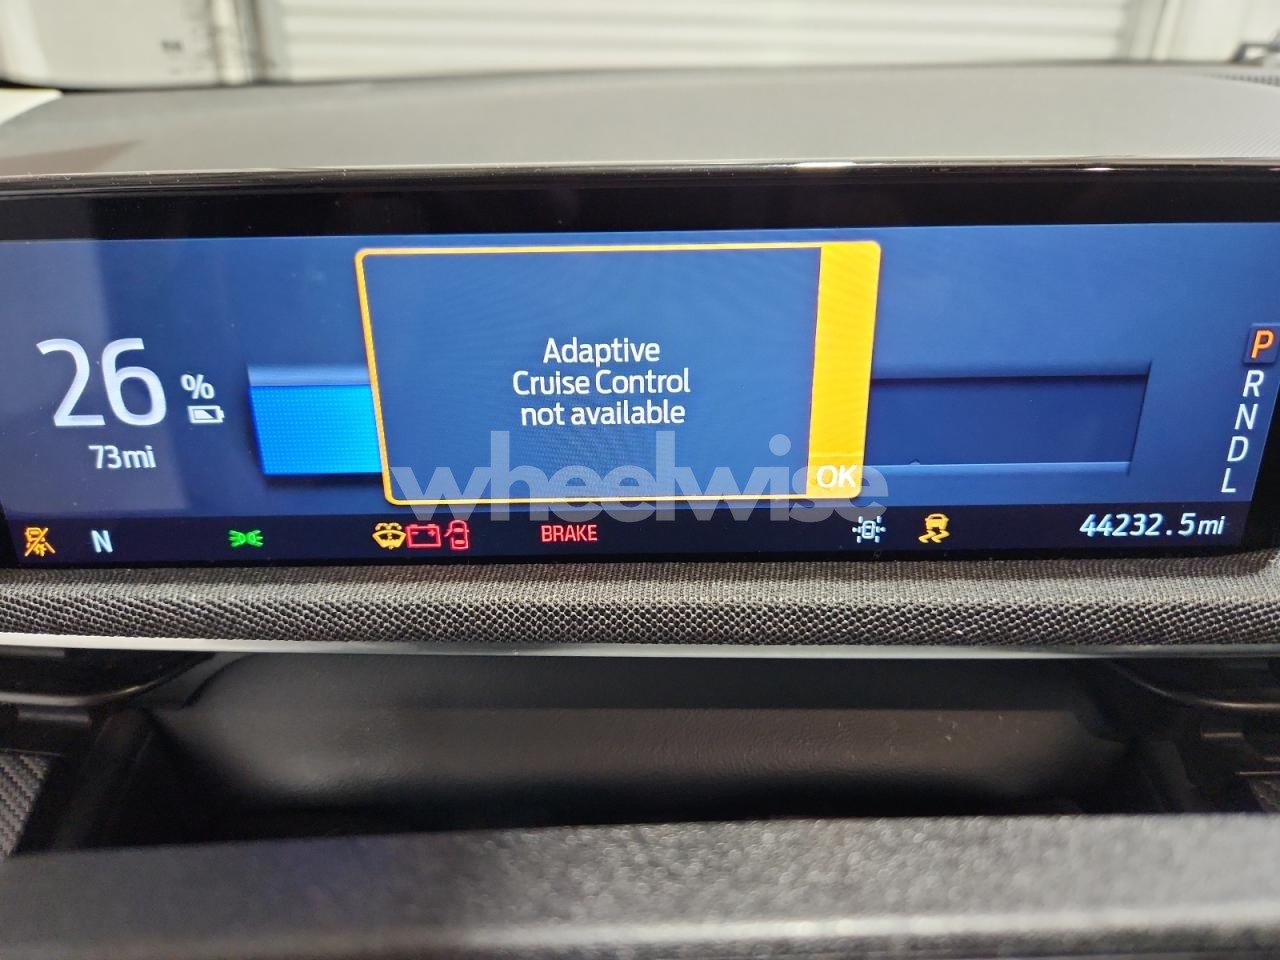 Adaptive
Cruise Control
not available
OK
26 %
73mi
P
R
N
D
L
N
BRAKE
44232.5mi
wheelwise